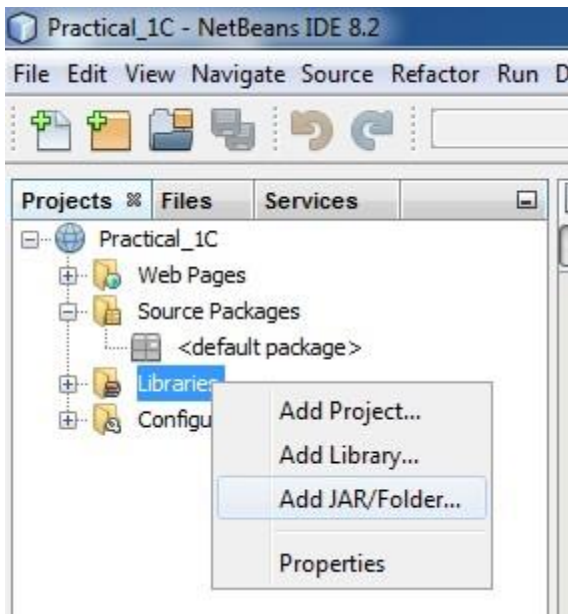 Practical_1C - NetBeans IDE 8.2
File Edit View Navigate Source Refactor Run
Projects Files Services
Practical_1C
Web Pages
Source Packages
<default package>
Libraries
Configu
Add Project...
Add Library...
Add JAR/Folder...
Properties